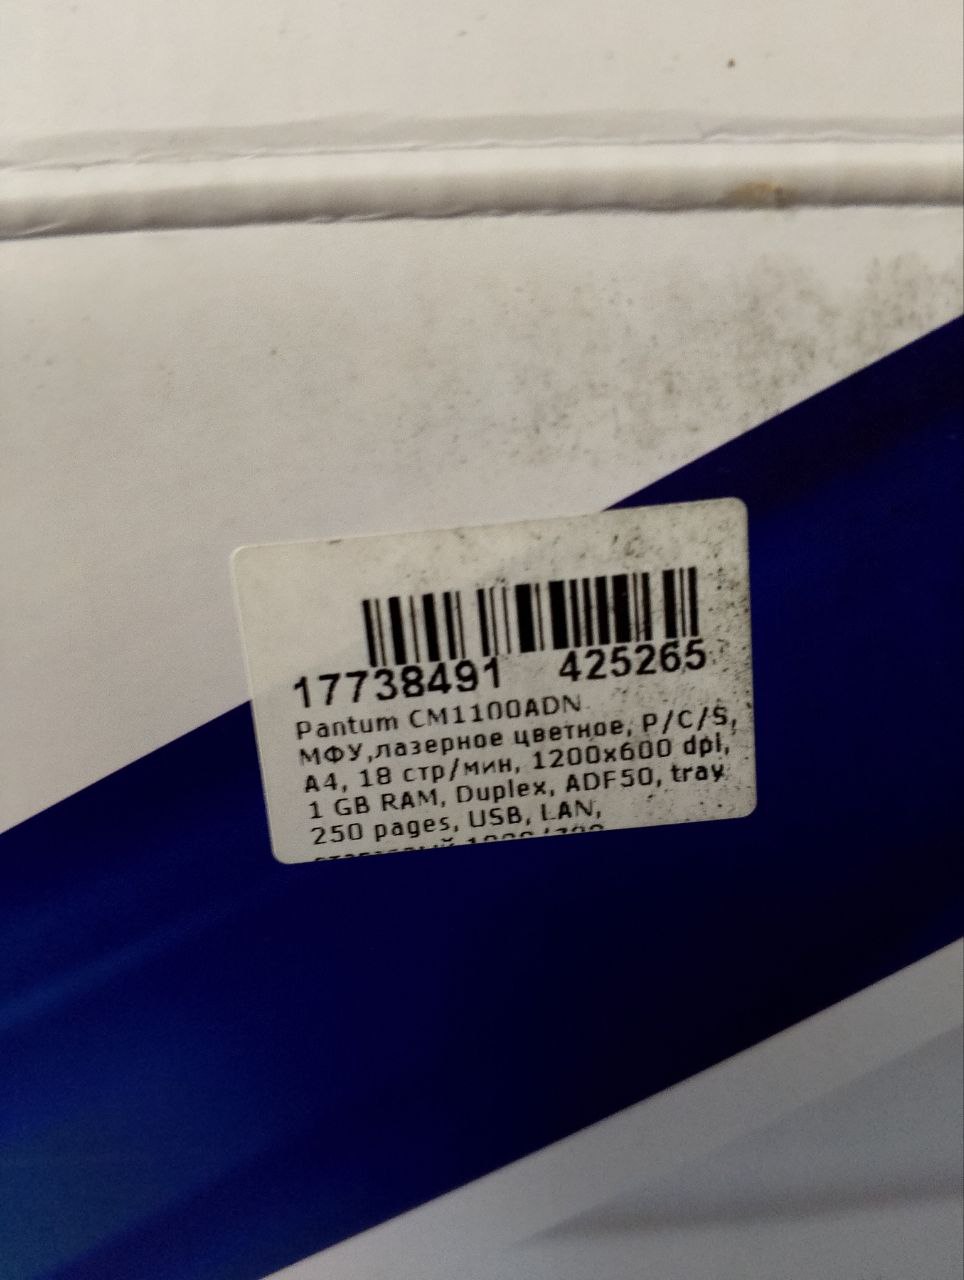 17738491 425265
Pantum CM1100ADN
МФУ,лазерное цветное, P/C/S,
А4, 18 стр/мин, 1200x600 dpi,
1 GB RAM, Duplex, ADF50, tray
250 pages, USB, LAN,